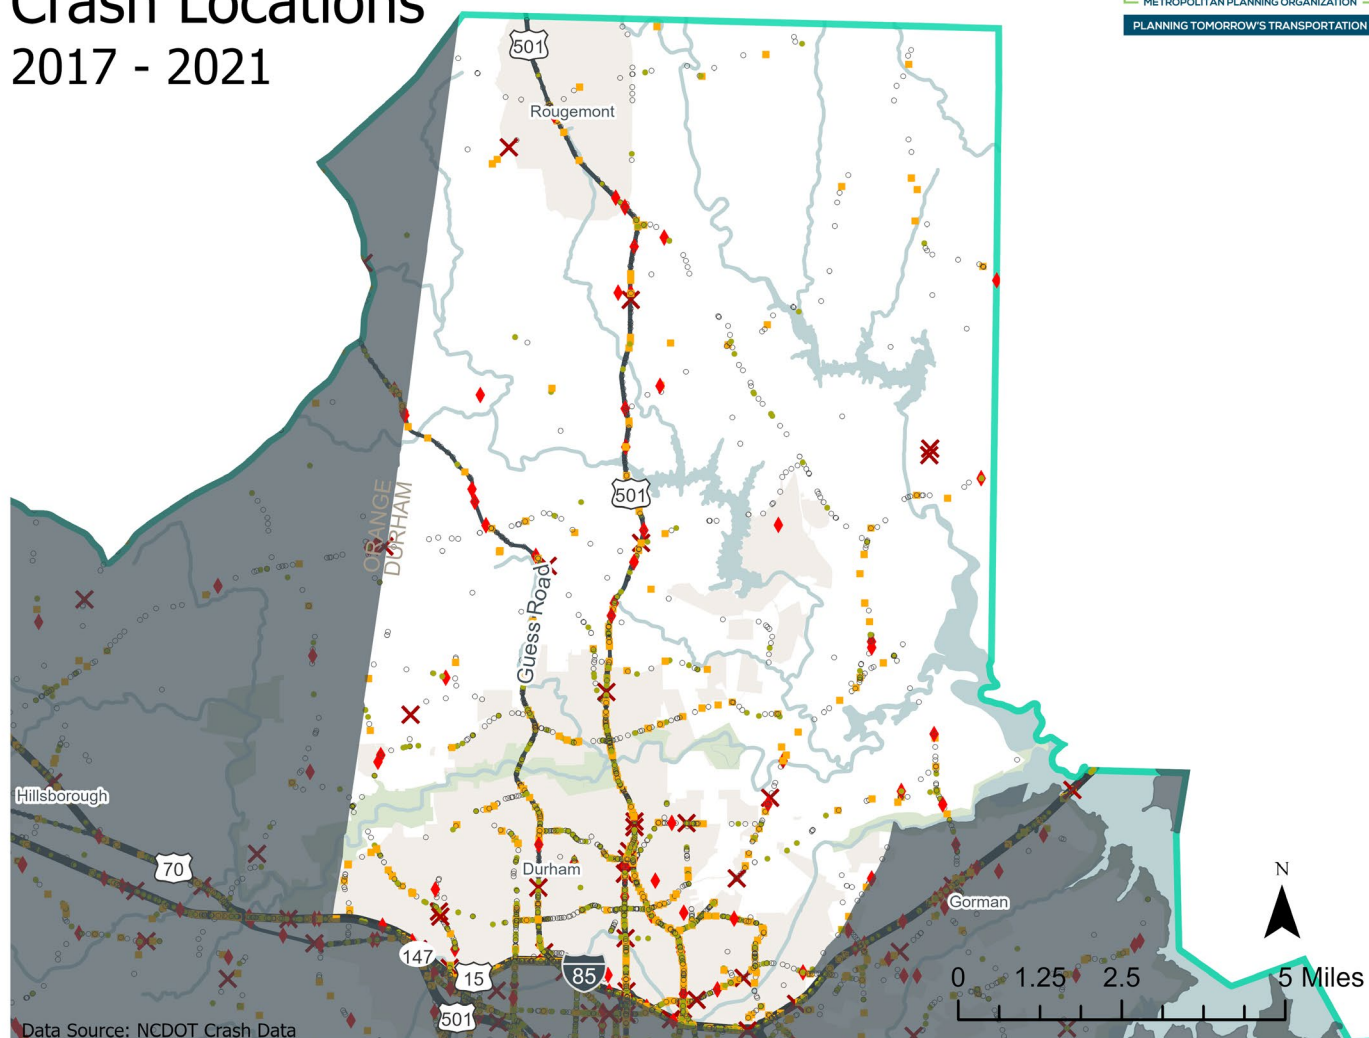 Crash Locations
2017 - 2021
METROPOLITAN PLANNING ORGANIZATION
PLANNING TOMORROW'S TRANSPORTATION
501
Rougemont
501
ORANGE
DURHAM
Guess Road
Hillsborough
70
Durham
Gorman
147
15
85
501
N
0 1.25 2.5 5 Miles
Data Source: NCDOT Crash Data